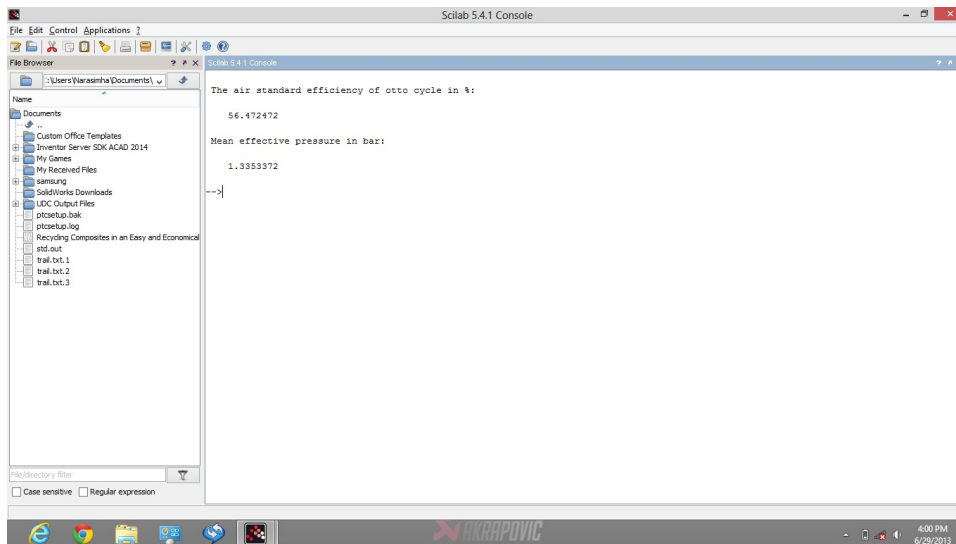 Scilab 5.4.1 Console
File Edit Control Applications ?
File Browser
Scilab 5.4.1 Console
:\Users\Narasimha\Documents\
Name
Documents
..
Custom Office Templates
Inventor Server SDK ACAD 2014
My Games
My Received Files
samsung
SolidWorks Downloads
UDC Output Files
ptcsetup.bak
ptcsetup.log
Recycling Composites in an Easy and Economical
std.out
trail.txt.1
trail.txt.2
trail.txt.3
The air standard efficiency of otto cycle in %:
56.472472
Mean effective pressure in bar:
1.3353372
-->
File/directory filter
Case sensitive Regular expression
AKRAPOVIC
4:00 PM
6/29/2013